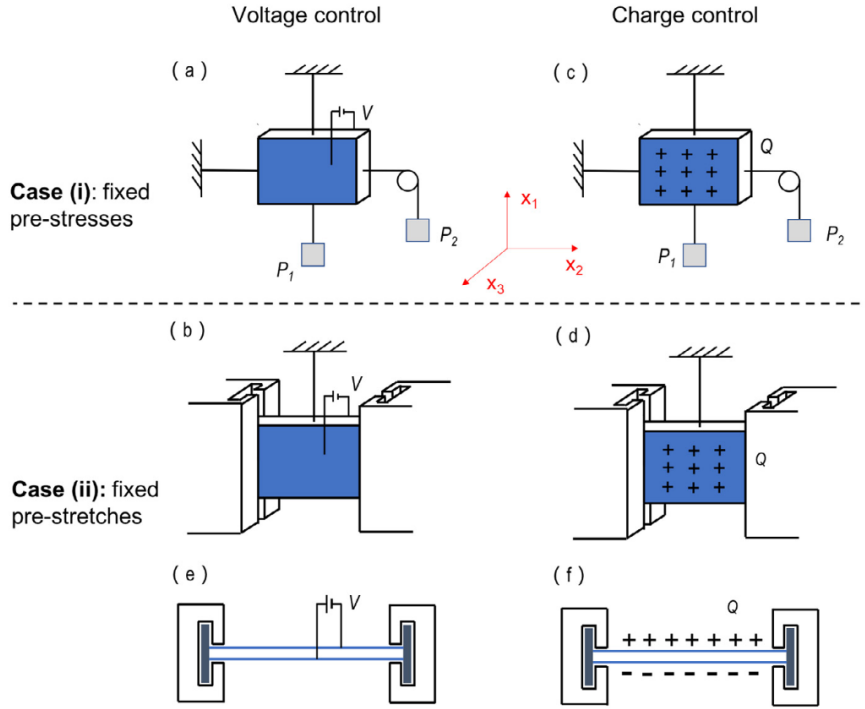 Voltage control
Charge control
( a )
V
( c )
Q
Case (i): fixed
pre-stresses
P1
P2
x1
x2
x3
P1
P2
( b )
V
( d )
Q
Case (ii): fixed
pre-stretches
( e )
V
( f )
Q